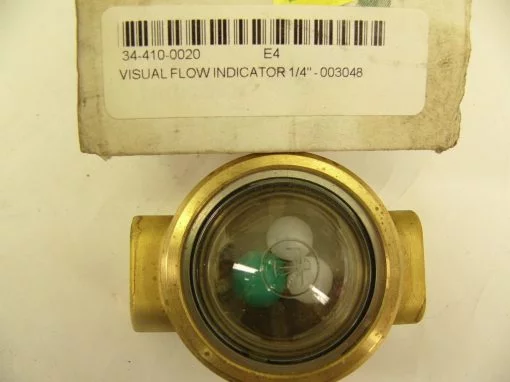 34-410-0020 E4
VISUAL FLOW INDICATOR 1/4" - 003048